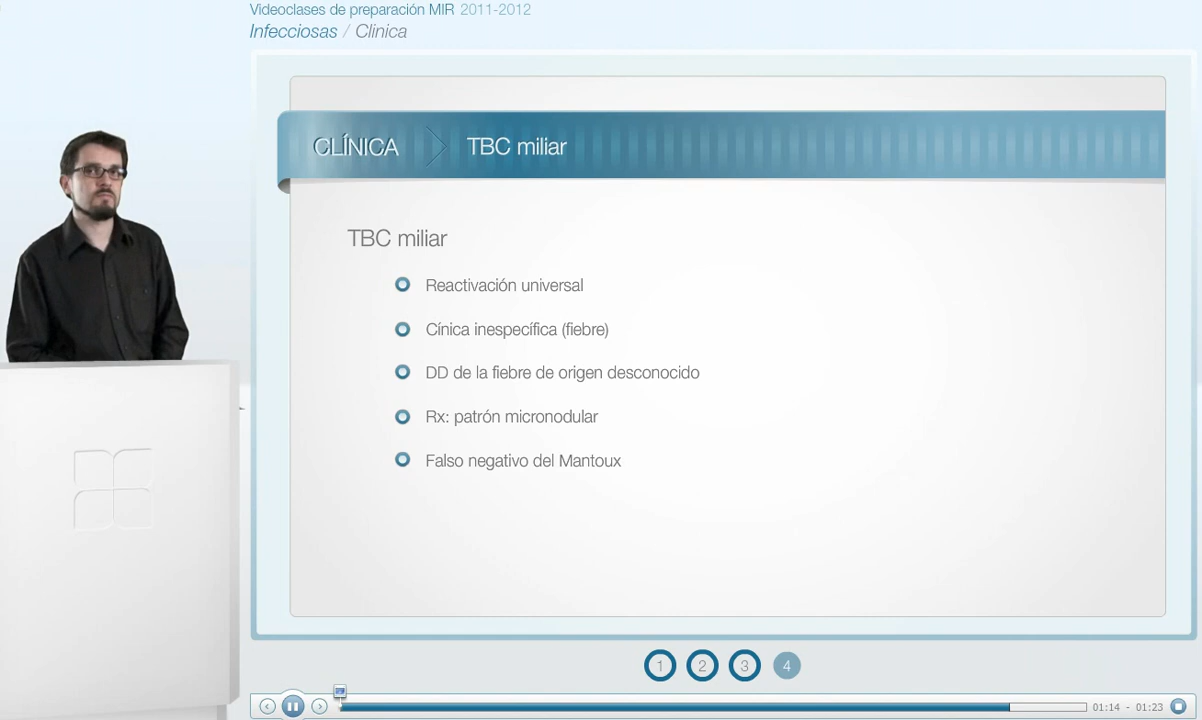 Videoclases de preparación MIR 2011-2012
Infecciosas / Clinica
CLÍNICA TBC miliar
TBC miliar
Reactivación universal
Cínica inespecífica (fiebre)
DD de la fiebre de origen desconocido
Rx: patrón micronodular
Falso negativo del Mantoux
1 2 3 4
01:14 - 01:23